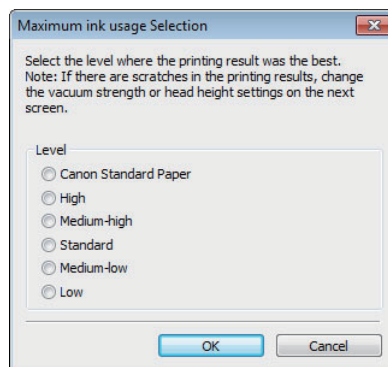 Maximum ink usage Selection
Select the level where the printing result was the best.
Note: If there are scratches in the printing results, change
the vacuum strength or head height settings on the next
screen.
Level
Canon Standard Paper
High
Medium-high
Standard
Medium-low
Low
OK Cancel